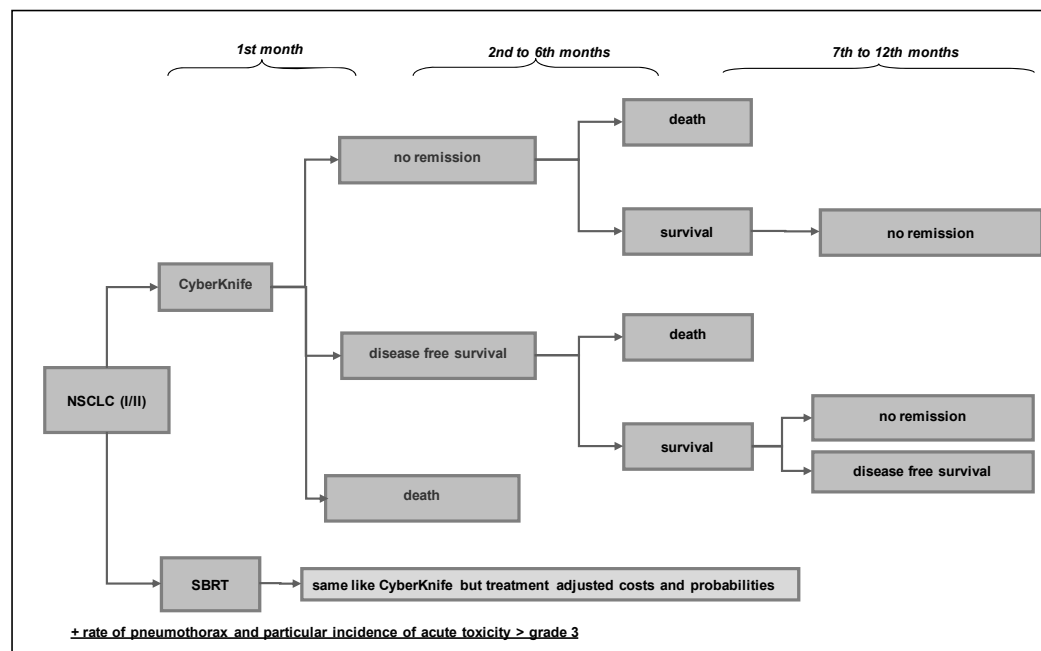 1st month
2nd to 6th months
7th to 12th months
death
no remission
survival
no remission
CyberKnife
death
disease free survival
NSCLC (I/II)
no remission
survival
disease free survival
death
SBRT
same like CyberKnife but treatment adjusted costs and probabilities
+ rate of pneumothorax and particular incidence of acute toxicity > grade 3